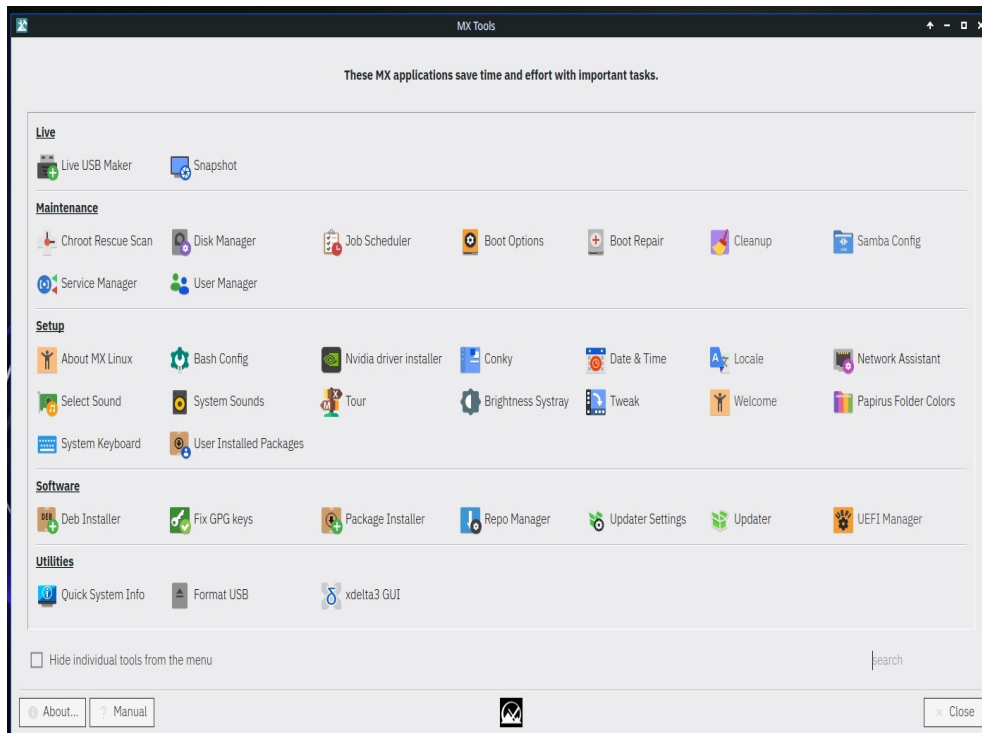 MX Tools
These MX applications save time and effort with important tasks.
Live
Live USB Maker Snapshot
Maintenance
Chroot Rescue Scan Disk Manager Job Scheduler Boot Options Boot Repair Cleanup Samba Config
Service Manager User Manager
Setup
About MX Linux Bash Config Nvidia driver installer Conky Date & Time Locale Network Assistant
Select Sound System Sounds Tour Brightness Systray Tweak Welcome Papirus Folder Colors
System Keyboard User Installed Packages
Software
Deb Installer Fix GPG keys Package Installer Repo Manager Updater Settings Updater UEFI Manager
Utilities
Quick System Info Format USB xdelta3 GUI
Hide individual tools from the menu search
About... ? Manual Close